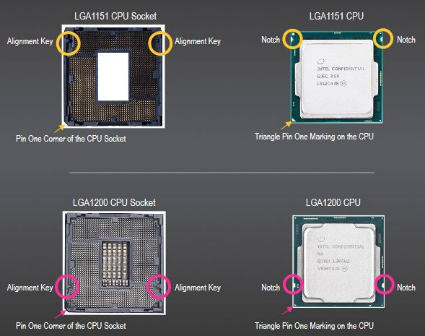 LGA1151 CPU Socket
LGA1151 CPU
Alignment Key
Alignment Key
Notch
Notch
INTEL CONFIDENTIAL
Pin One Corner of the CPU Socket
Triangle Pin One Marking on the CPU
LGA1200 CPU Socket
LGA1200 CPU
INTEL CONFIDENTIAL
Alignment Key
Alignment Key
Notch
Notch
Pin One Corner of the CPU Socket
Triangle Pin One Marking on the CPU